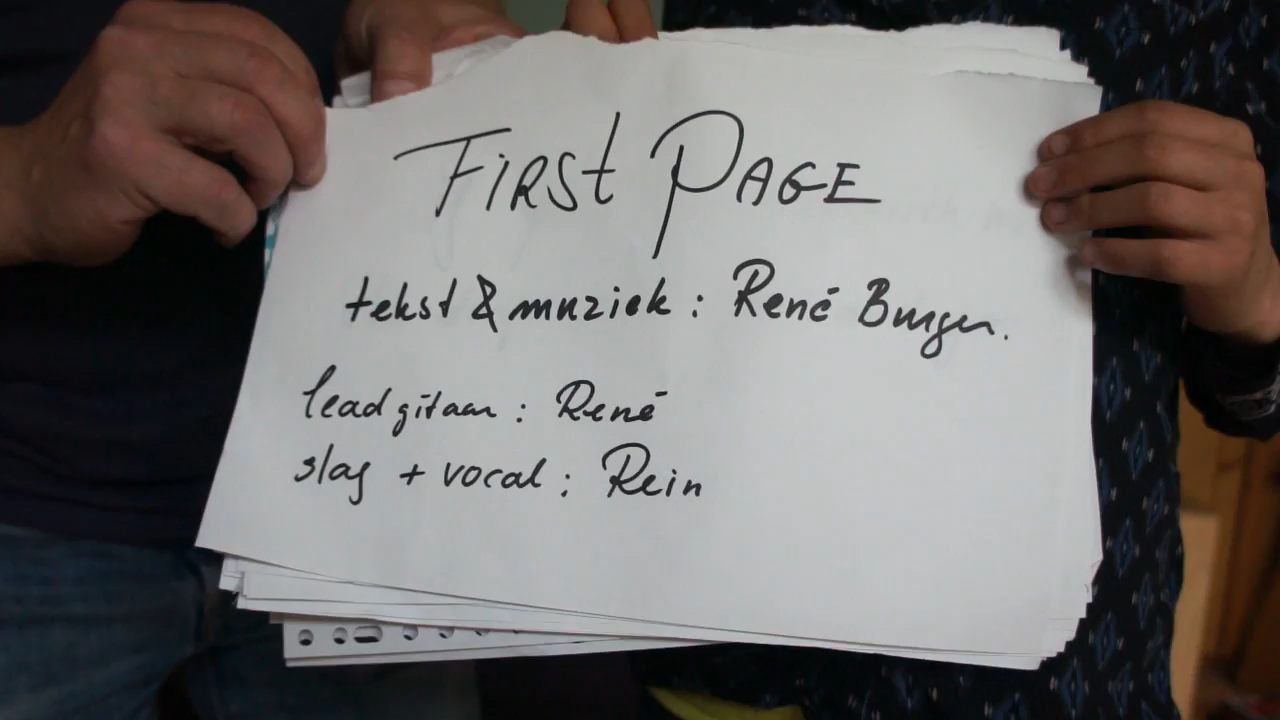 FIRSt PAGE
tekst & muziek : René Burger.
leadgitaar : René
slag + vocal : Rein